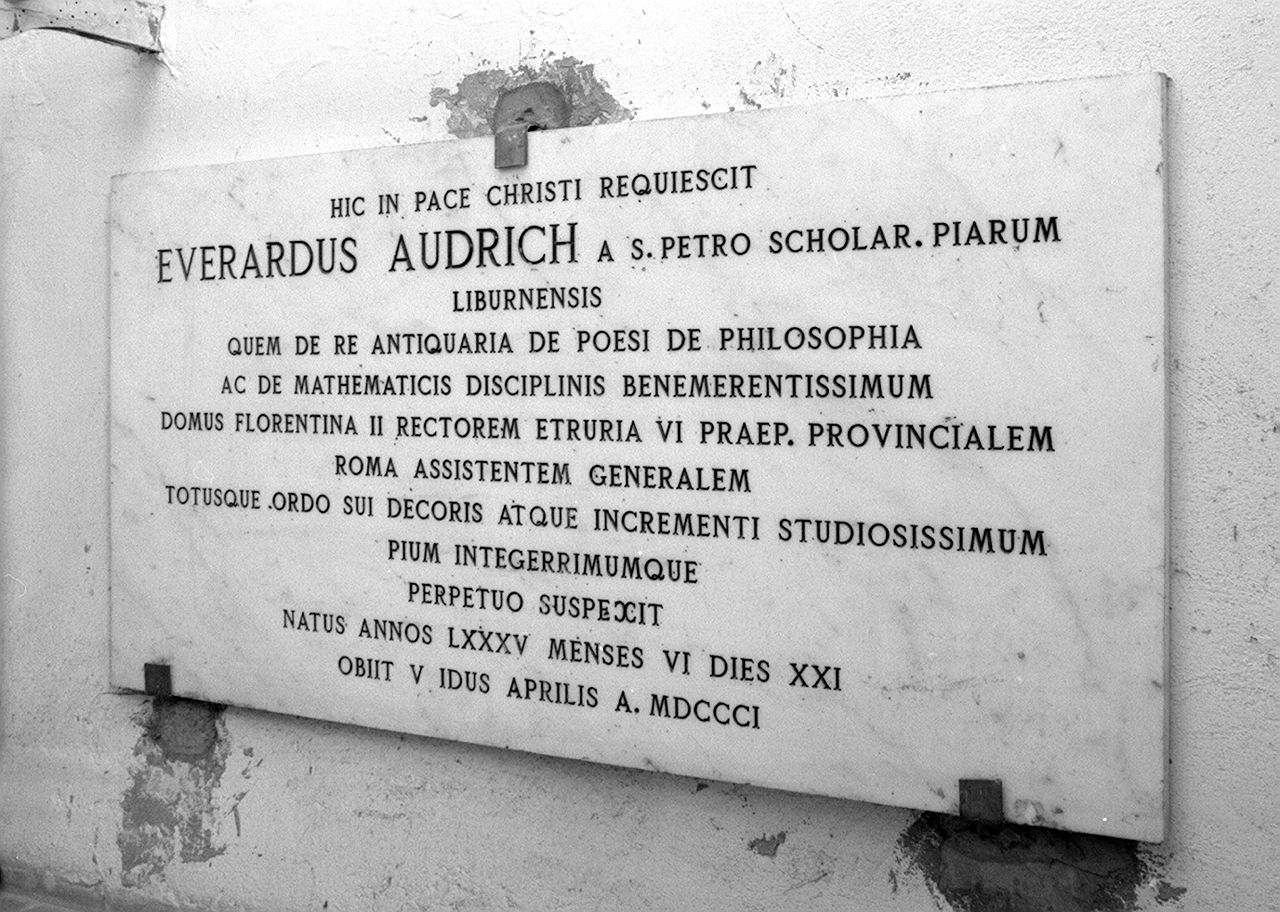 HIC IN PACE CHRISTI REQUIESCIT
EVERARDUS AUDRICH A S. PETRO SCHOLAR. PIARUM
LIBURNENSIS
QUEM DE RE ANTIQUARIA DE POESI DE PHILOSOPHIA
AC DE MATHEMATICIS DISCIPLINIS BENEMERENTISSIMUM
DOMUS FLORENTINA II RECTOREM ETRURIA VI PRAEP. PROVINCIALEM
ROMA ASSISTENTEM GENERALEM
TOTUSQUE .ORDO SUI DECORIS ATQUE INCREMENTI STUDIOSISSIMUM
PIUM INTEGERRIMUMQUE
PERPETUO SUSPEXIT
NATUS ANNOS LXXXV MENSES VI DIES XXI
OBIIT V IDUS APRILIS A. MDCCCI